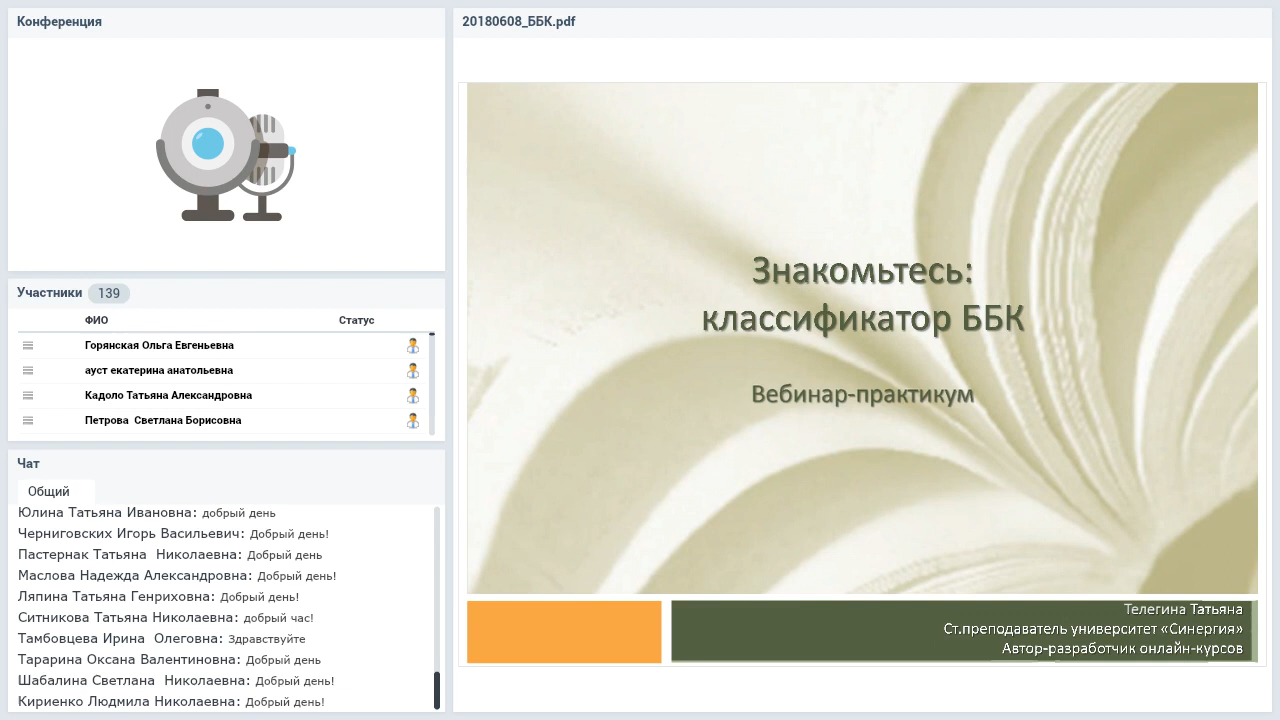 Конференция
Участники 139
ФИО Статус
Горянская Ольга Евгеньевна
ауст екатерина анатольевна
Кадоло Татьяна Александровна
Петрова Светлана Борисовна
Чат
Общий
Юлина Татьяна Ивановна: добрый день
Черниговских Игорь Васильевич: Добрый день!
Пастернак Татьяна Николаевна: Добрый день
Маслова Надежда Александровна: Добрый день!
Ляпина Татьяна Генриховна: Добрый день!
Ситникова Татьяна Николаевна: добрый час!
Тамбовцева Ирина Олеговна: Здравствуйте
Тарарина Оксана Валентиновна: Добрый день
Шабалина Светлана Николаевна: Добрый день!
Кириенко Людмила Николаевна: Добрый день!
20180608_ББК.pdf
Знакомьтесь:
классификатор ББК
Вебинар-практикум
Телегина Татьяна
Ст.преподаватель университет «Синергия»
Автор-разработчик онлайн-курсов